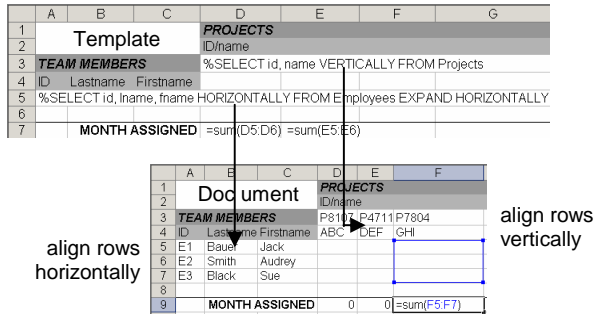 A B C D E F G
1 Template PROJECTS
2 ID/name
3 TEAM MEMBERS %SELECT id, name VERTICALLY FROM Projects
4 ID Lastname Firstname
5 %SELECT id, lname, fname HORIZONTALLY FROM Employees EXPAND HORIZONTALLY
6
7 MONTH ASSIGNED =sum(D5:D6) =sum(E5:E6)
A B C D E F
1 Document PROJECTS
2 ID/name
3 TEAM MEMBERS P8107 P4711 P7804
4 ID Lastname Firstname ABC DEF GHI
5 E1 Bauer Jack
6 E2 Smith Audrey
7 E3 Black Sue
8
9 MONTH ASSIGNED 0 0 =sum(F5:F7)
align rows
horizontally
align rows
vertically